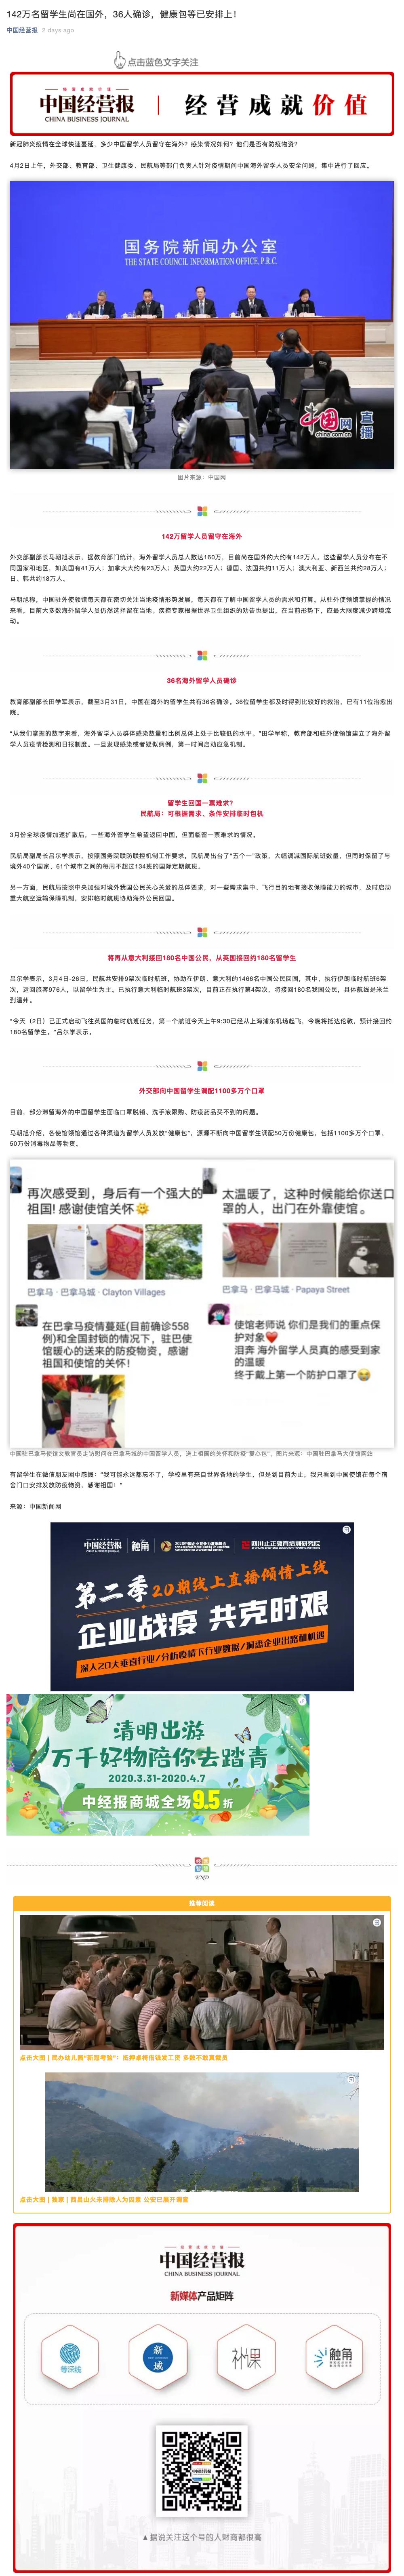 142万名留学生尚在国外，36人确诊，健康包等已安排上！
中国经营报 2 days ago
点击蓝色文字关注
中国经营报
CHINA BUSINESS JOURNAL
经营成就价值
新冠肺炎疫情在全球快速蔓延，多少中国留学人员留守在海外？感染情况如何？他们是否有防疫物资？
4月2日上午，外交部、教育部、卫生健康委、民航局等部门负责人针对疫情期间中国海外留学人员安全问题，集中进行了回应。
国务院新闻办公室
THE STATE COUNCIL INFORMATION OFFICE, P.R.C.
中国网
直播
china.com.cn
图片来源：中国网
142万留学人员留守在海外
外交部副部长马朝旭表示，据教育部门统计，海外留学人员总人数达160万，目前尚在国外的大约有142万人。这些留学人员分布在不
同国家和地区，如美国有41万人；加拿大大约有23万人；英国大约22万人；德国、法国共约11万人；澳大利亚、新西兰共约28万人；
日、韩共约18万人。
马朝旭称，中国驻外使领馆每天都在密切关注当地疫情形势发展，每天都在了解中国留学人员的需求和打算。从驻外使领馆掌握的情况
来看，目前大多数海外留学人员仍然选择留在当地。疾控专家根据世界卫生组织的劝告也提出，在当前形势下，应最大限度减少跨境流
动。
36名海外留学人员确诊
教育部副部长田学军表示，截至3月31日，中国在海外的留学生共有36名确诊。36位留学生都及时得到比较好的救治，已有11位治愈出
院。
“从我们掌握的数字来看，海外留学人员群体感染数量和比例总体上处于比较低的水平。”田学军称，教育部和驻外使领馆建立了海外留
学人员疫情检测和日报制度。一旦发现感染或者疑似病例，第一时间启动应急机制。
留学生回国一票难求？
民航局：可根据需求、条件安排临时包机
3月份全球疫情加速扩散后，一些海外留学生希望返回中国，但面临留一票难求的情况。
民航局副局长吕尔学表示，按照国务院联防联控机制工作要求，民航局出台了“五个一”政策，大幅调减国际航班数量，但同时保留了与
境外40个国家、61个城市之间的每周不超过134班的国际定期航班。
另一方面，民航局按照中央加强对境外我国公民关心关爱的总体要求，对一些需求集中、飞行目的地有接收保障能力的城市，及时启动
重大航空运输保障机制、安排临时航班协助海外公民回国。
将再从意大利接回180名中国公民，从英国接回约180名留学生
吕尔学表示，3月4日-26日，民航共安排9架次临时航班，协助在伊朗、意大利的1466名中国公民回国。其中，执行伊朗临时航班6架
次，运回旅客976人，以留学生为主。已执行意大利临时航班3架次，目前正在执行第4架次，将接回180名我国公民，具体航线是米兰
到温州。
“今天（2日）已正式启动飞往英国的临时航班任务，第一个航班今天上午9:30已经从上海浦东机场起飞，今晚将抵达伦敦，预计接回约
180名留学生。”吕尔学表示。
外交部向中国留学生调配1100多万个口罩
目前，部分滞留海外的中国留学生面临口罩脱销，洗手液限购、防疫药品买不到的问题。
马朝旭介绍，各使领馆通过各种渠道为留学人员发放“健康包”，源源不断向中国留学生调配50万份健康包，包括1100多万个口罩、
50万份消毒物品等物资。
再次感受到，身后有一个强大的
祖国! 感谢使馆关怀
巴拿马 · 巴拿马城 · Clayton Villages
太温暖了，这种时候能给你送口
罩的人，出门在外靠使馆。
巴拿马 · 巴拿马城 · Papaya Street
在巴拿马疫情蔓延(目前确诊558
例)和全国封锁的情况下，驻巴使
馆暖心的送来的防疫物资，感谢
祖国和使馆的关怀!
使馆老师说 你们是我们的重点保
护对象
泪奔 海外留学人员真的感受到家
的温暖
终于戴上第一个防护口罩了
中国驻巴拿马使馆文教官员走访慰问在巴拿马城的中国留学人员，送上祖国的关怀和防疫“爱心包”。图片来源：中国驻巴拿马大使馆网站
有留学生在微信朋友圈中感慨：“我可能永远都忘不了，学校里有来自世界各地的学生，但是到目前为止，我只看到中国使馆在每个宿
舍门口安排发放防疫物资，感谢祖国！”
来源：中国新闻网
中国经营报
触角
第二季 20期线上直播倾情上线
企业战疫 共克时艰
深入20大垂直行业/分析疫情下行业数据/洞悉企业出路和机遇
清明出游
万千好物陪你去踏青
2020.3.31-2020.4.7
中经报商城全场9.5折
END
推荐阅读
点击大图 | 民办幼儿园“新冠考验”：抵押桌椅借钱发工资 多数不敢真裁员
点击大图 | 独家 | 西昌山火未排除人为因素 公安已展开调查
中国经营报
CHINA BUSINESS JOURNAL
新媒体产品矩阵
等深线
新城
触角
▲据说关注这个号的人财商都很高